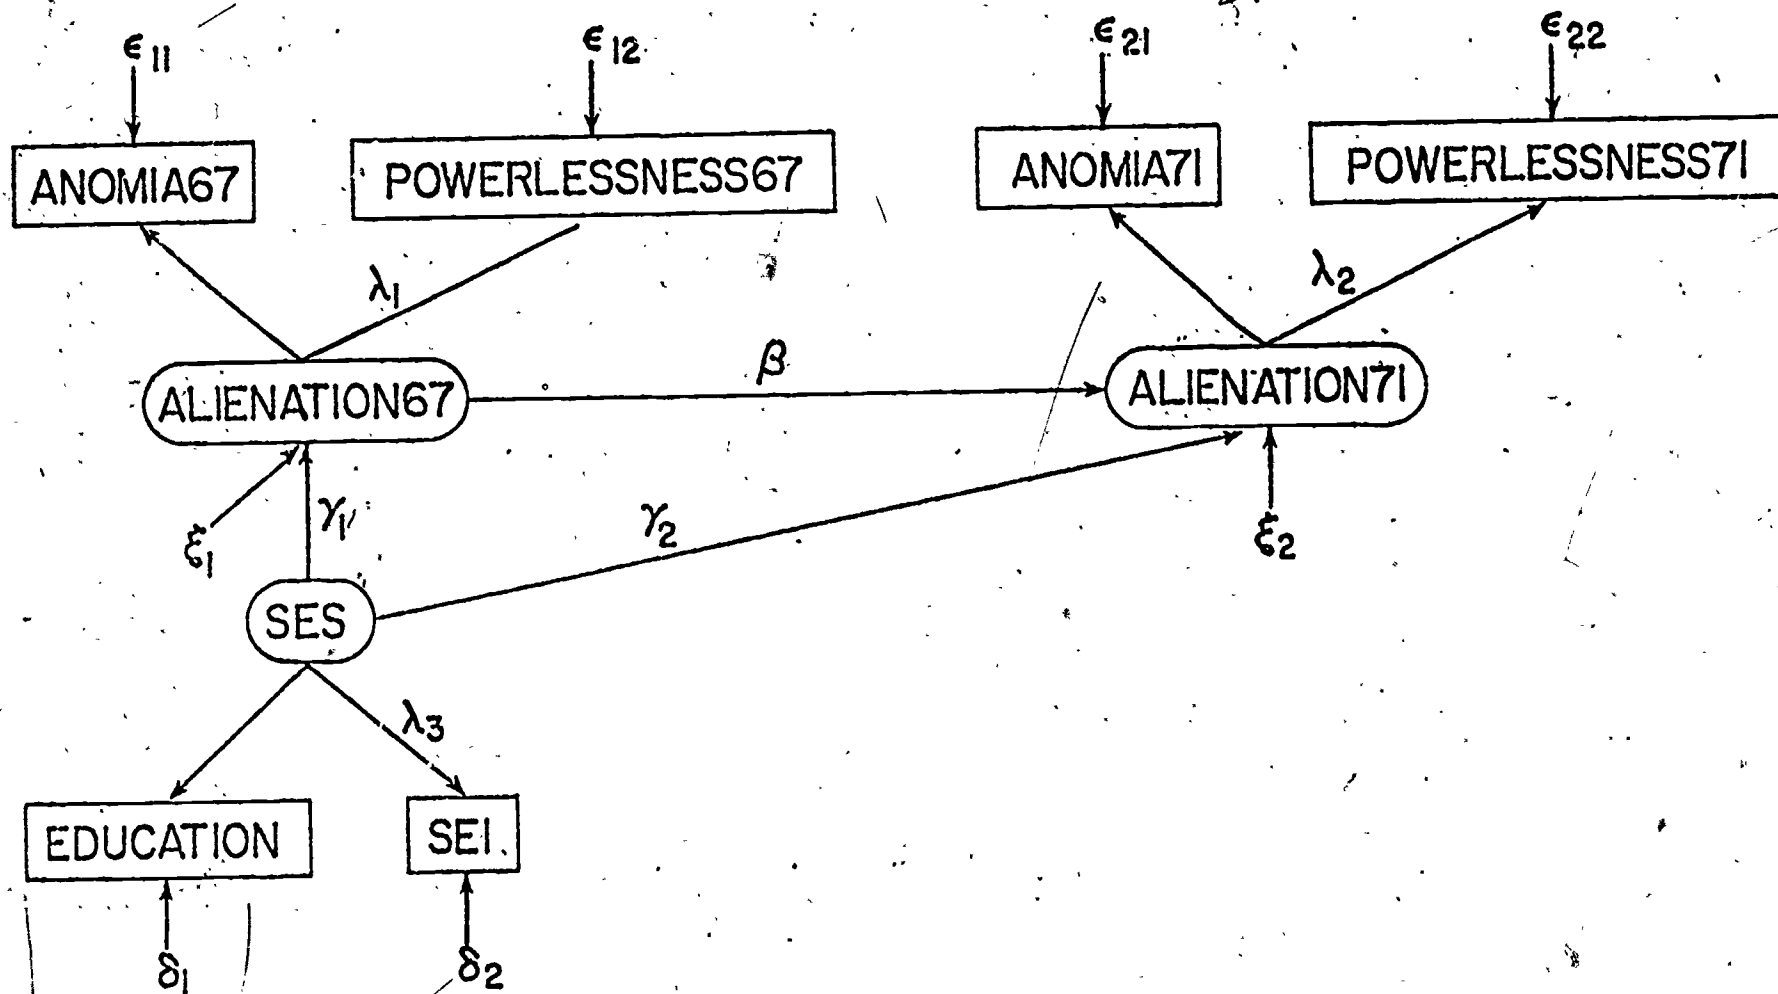 ϵ11 ϵ12 ϵ21 ϵ22
ANOMIA67 POWERLESSNESS67 ANOMIA71 POWERLESSNESS71
λ1 λ2
β
ALIENATION67 ALIENATION71
γ1 γ2
ξ1 ξ2
SES
λ3
EDUCATION SEI
δ1 δ2